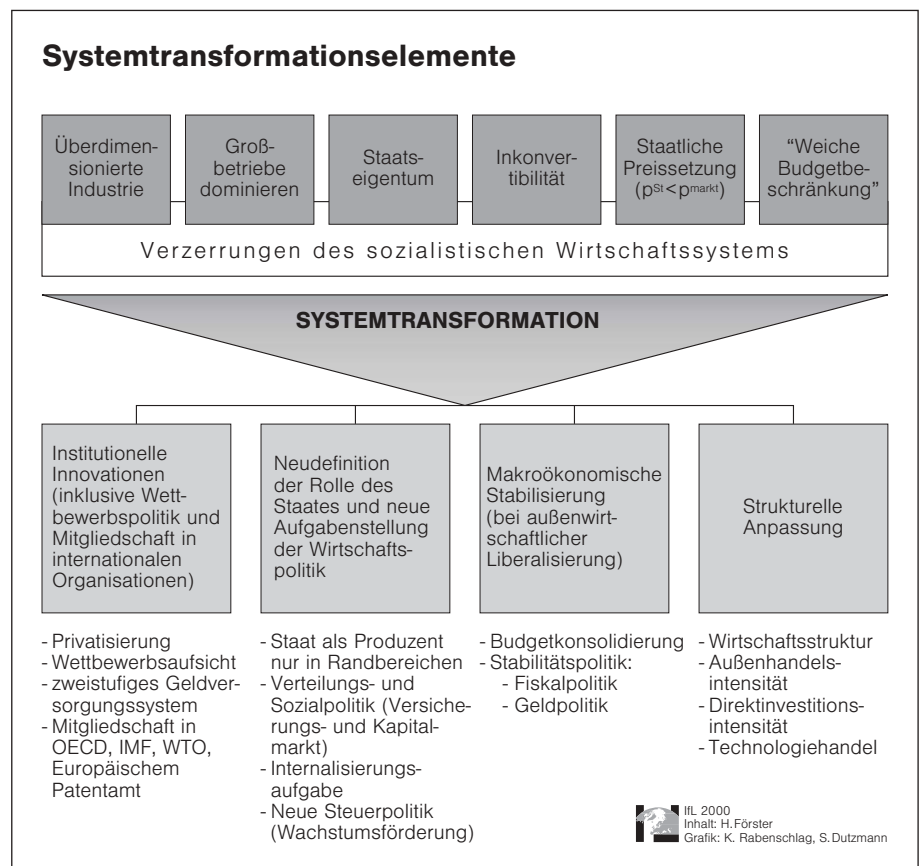 Systemtransformationselemente
Überdimen-
sionierte
Industrie
Groß-
betriebe
dominieren
Staats-
eigentum
Inkonver-
tibilität
Staatliche
Preissetzung
(pSt<pmarkt)
“Weiche
Budgetbe-
schränkung”
Verzerrungen des sozialistischen Wirtschaftssystems
SYSTEMTRANSFORMATION
Institutionelle
Innovationen
(inklusive Wett-
bewerbspolitik und
Mitgliedschaft in
internationalen
Organisationen)
- Privatisierung
- Wettbewerbsaufsicht
- zweistufiges Geldver-
sorgungssystem
- Mitgliedschaft in
OECD, IMF, WTO,
Europäischem
Patentamt
Neudefinition
der Rolle des
Staates und neue
Aufgabenstellung
der Wirtschafts-
politik
- Staat als Produzent
nur in Randbereichen
- Verteilungs- und
Sozialpolitik (Versiche-
rungs- und Kapital-
markt)
- Internalisierungs-
aufgabe
- Neue Steuerpolitik
(Wachstumsförderung)
Makroökonomische
Stabilisierung
(bei außenwirt-
schaftlicher
Liberalisierung)
- Budgetkonsolidierung
- Stabilitätspolitik:
- Fiskalpolitik
- Geldpolitik
Strukturelle
Anpassung
- Wirtschaftsstruktur
- Außenhandels-
intensität
- Direktinvestitions-
intensität
- Technologiehandel
IfL 2000
Inhalt: H.Förster
Grafik: K. Rabenschlag, S.Dutzmann